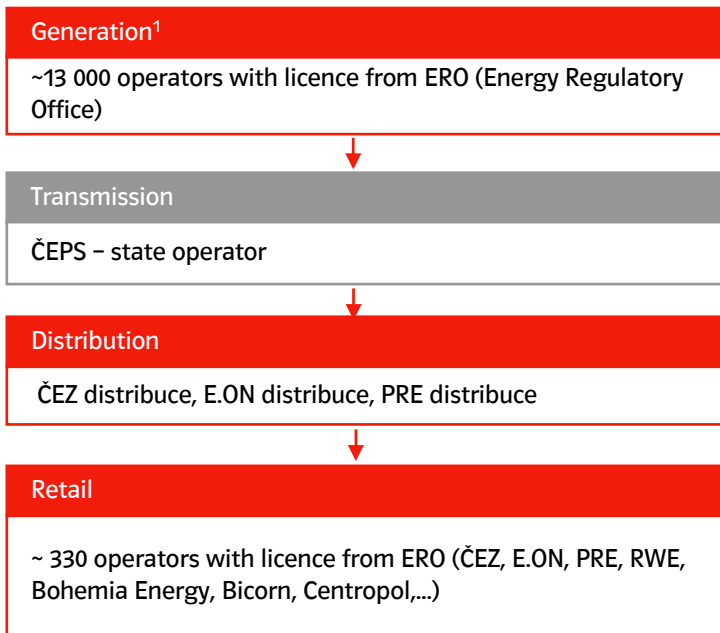 Generation¹
~13 000 operators with licence from ERO (Energy Regulatory
Office)
Transmission
ČEPS – state operator
Distribution
ČEZ distribuce, E.ON distribuce, PRE distribuce
Retail
~ 330 operators with licence from ERO (ČEZ, E.ON, PRE, RWE,
Bohemia Energy, Bicorn, Centropol,...)